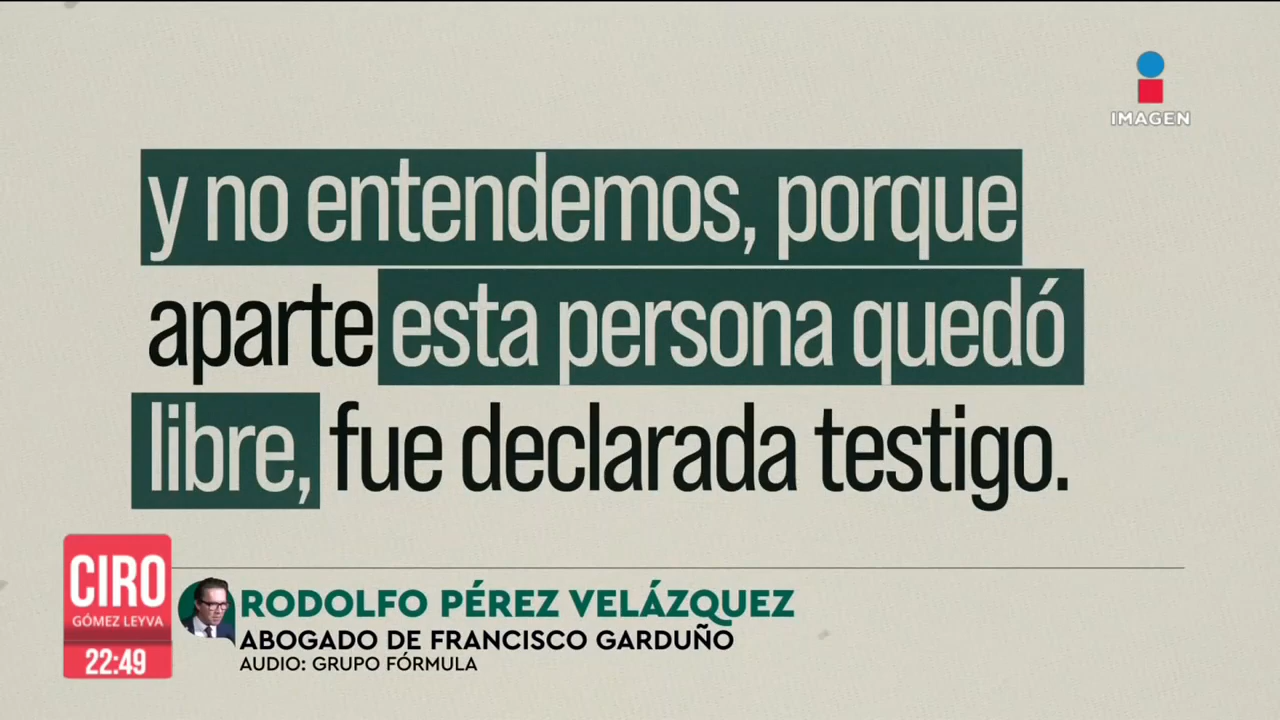 IMAGEN
y no entendemos, porque
aparte esta persona quedó
libre, fue declarada testigo.
CIRO
GÓMEZ LEYVA
22:49
RODOLFO PÉREZ VELÁZQUEZ
ABOGADO DE FRANCISCO GARDUÑO
AUDIO: GRUPO FÓRMULA